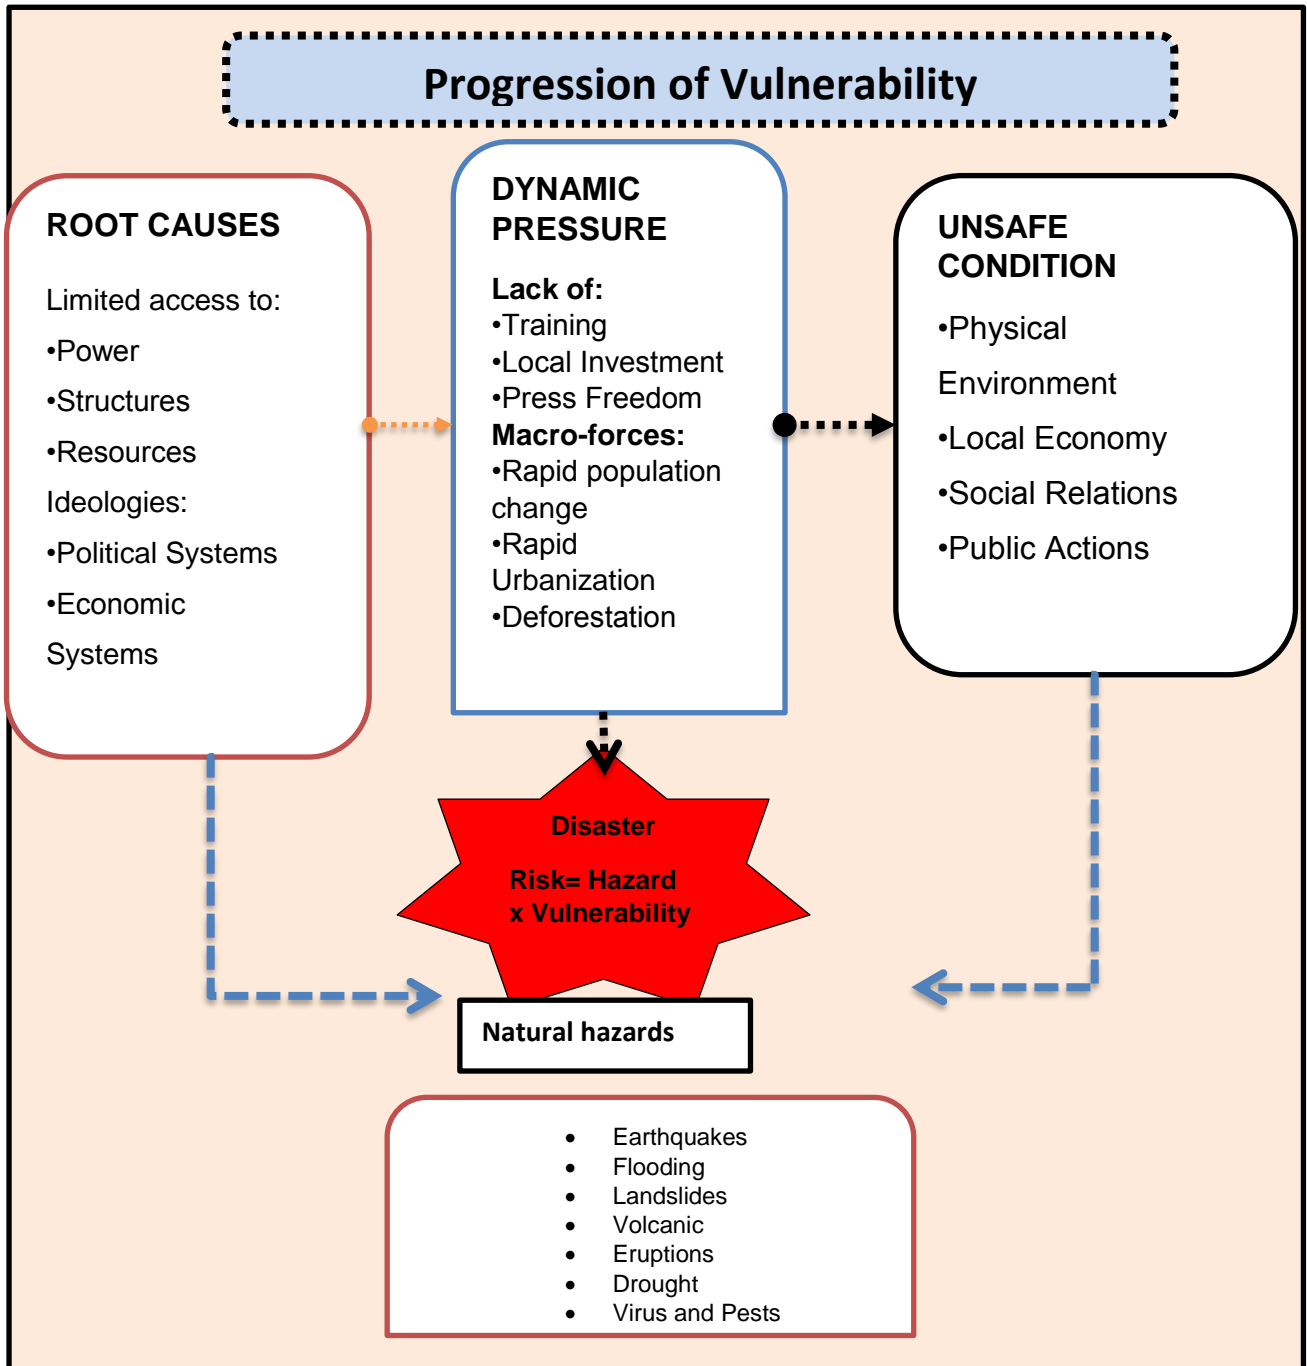 Progression of Vulnerability
ROOT CAUSES
Limited access to:
•Power
•Structures
•Resources
Ideologies:
•Political Systems
•Economic
Systems
DYNAMIC
PRESSURE
Lack of:
•Training
•Local Investment
•Press Freedom
Macro-forces:
•Rapid population
change
•Rapid
Urbanization
•Deforestation
UNSAFE
CONDITION
•Physical
Environment
•Local Economy
•Social Relations
•Public Actions
Disaster
Risk= Hazard
x Vulnerability
Natural hazards
• Earthquakes
• Flooding
• Landslides
• Volcanic
• Eruptions
• Drought
• Virus and Pests